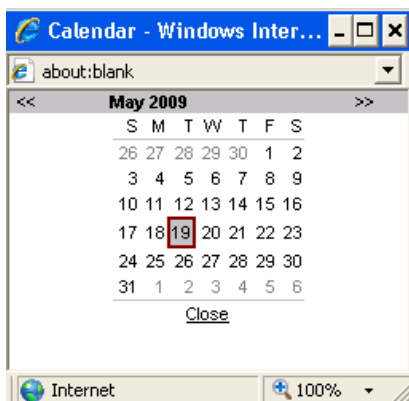 Calendar - Windows Inter...
about:blank
<< May 2009 >>
S M T W T F S
26 27 28 29 30 1 2
3 4 5 6 7 8 9
10 11 12 13 14 15 16
17 18 19 20 21 22 23
24 25 26 27 28 29 30
31 1 2 3 4 5 6
Close
Internet 100%